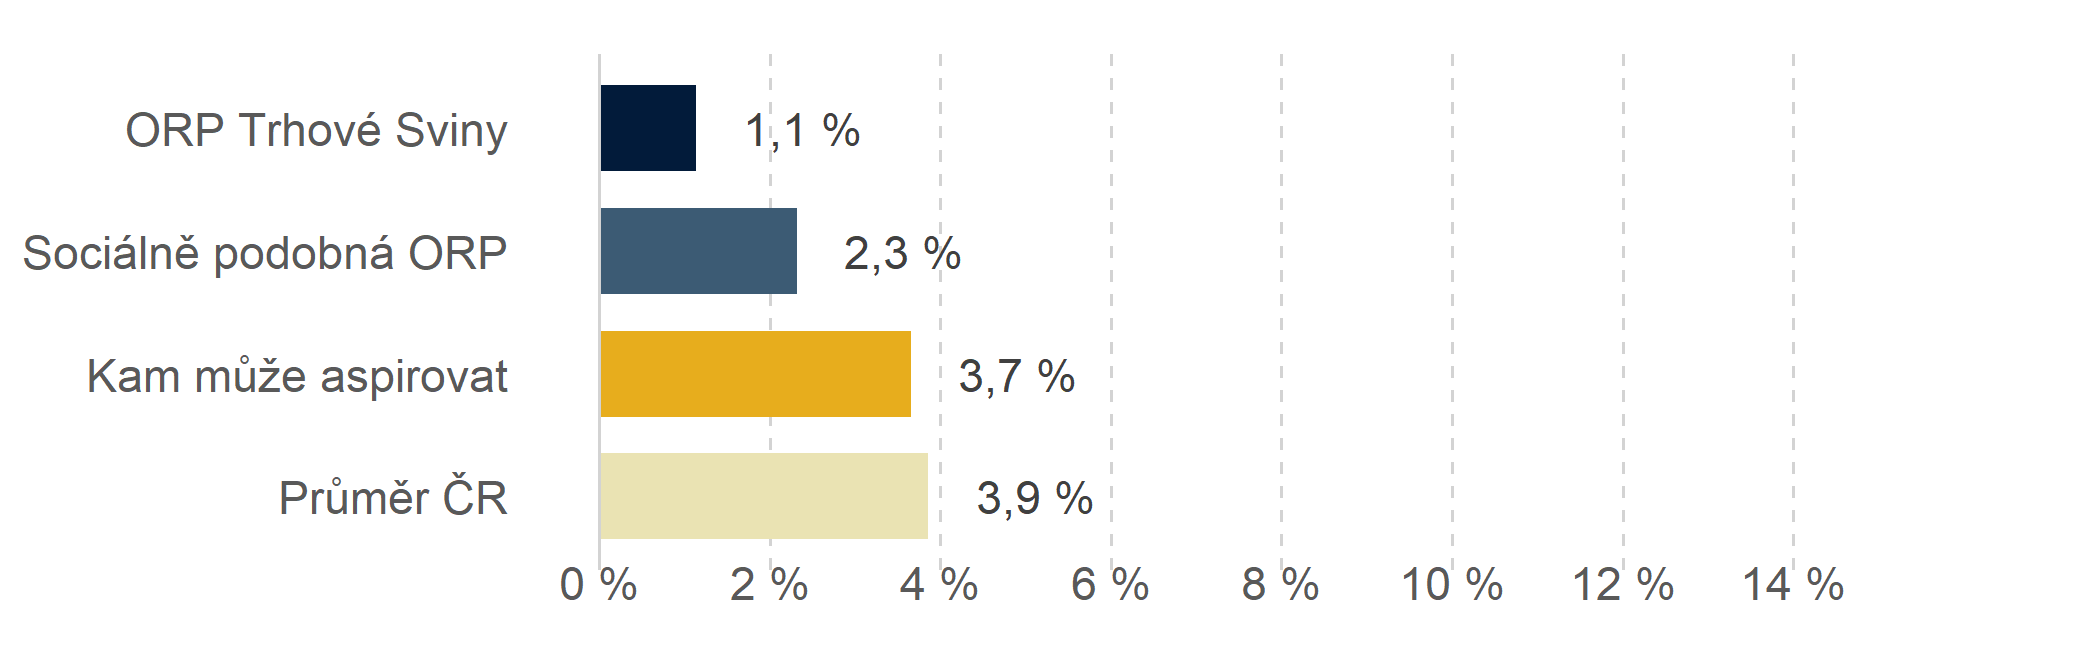 ORP Trhové Sviny 1,1 %
Sociálně podobná ORP 2,3 %
Kam může aspirovat 3,7 %
Průměr ČR 3,9 %
0 % 2 % 4 % 6 % 8 % 10 % 12 % 14 %